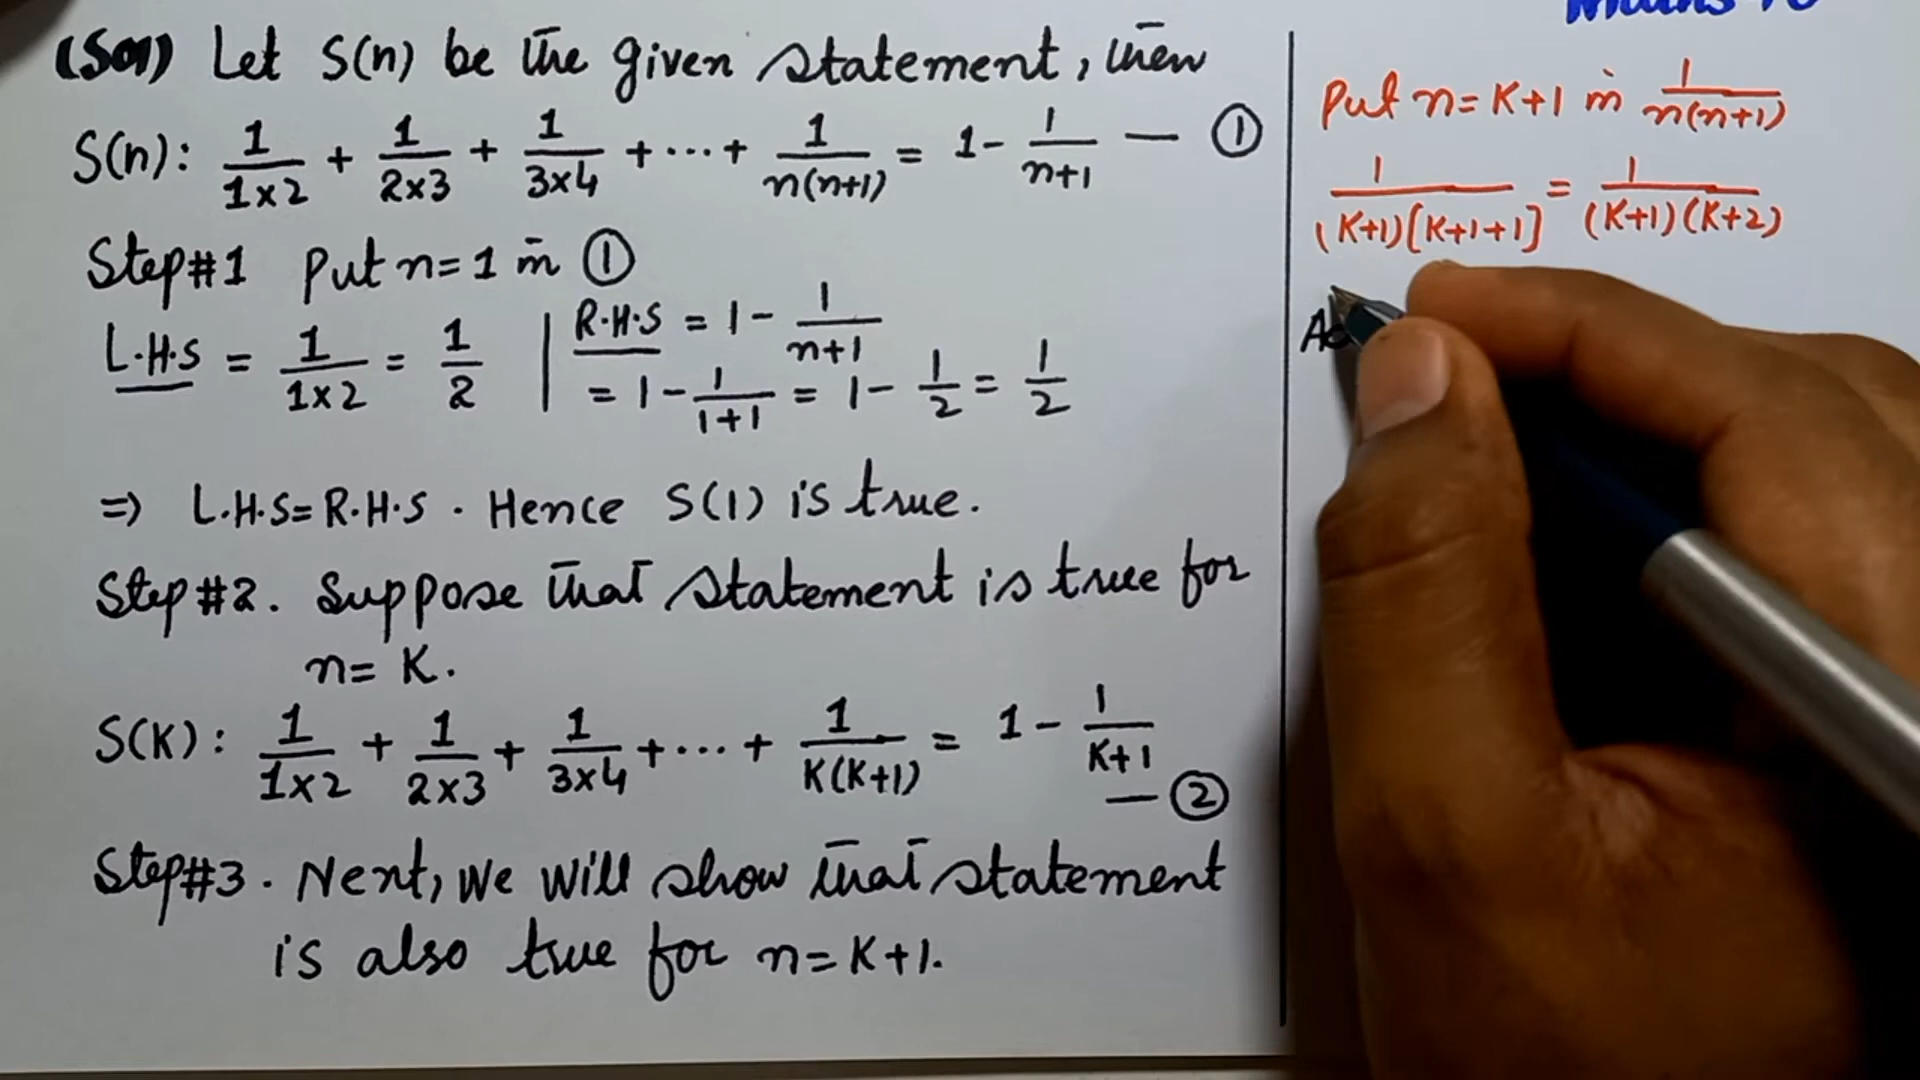 (Sol) Let S(n) be the given statement, then
S(n): 1/(1×2) + 1/(2×3) + 1/(3×4) + ... + 1/(n(n+1)) = 1 - 1/(n+1) — ①
Step#1 Put n=1 in ①
L.H.S = 1/(1×2) = 1/2 | R.H.S = 1 - 1/(n+1)
= 1 - 1/(1+1) = 1 - 1/2 = 1/2
⇒ L.H.S = R.H.S. Hence S(1) is true.
Step#2. Suppose that statement is true for
n = K.
S(K): 1/(1×2) + 1/(2×3) + 1/(3×4) + ... + 1/(K(K+1)) = 1 - 1/(K+1)
— ②
Step#3. Next, We will show that statement
is also true for n = K+1.
Put n = K+1 in 1/(n(n+1))
1/((K+1)[K+1+1]) = 1/((K+1)(K+2))